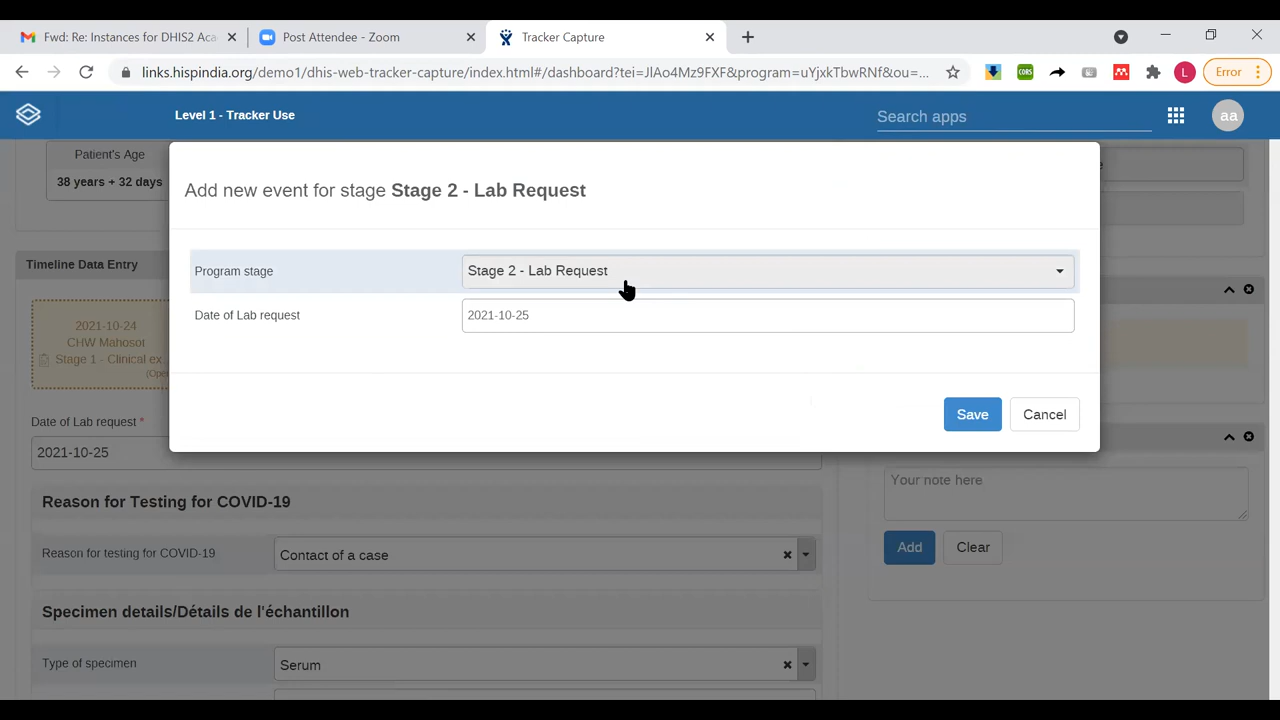 Fwd: Re: Instances for DHIS2 Aca
Post Attendee - Zoom
Tracker Capture
links.hispindia.org/demo1/dhis-web-tracker-capture/index.html#/dashboard?tei=JlAo4Mz9FXF&program=uYjxkTbwRNf&ou=...
CORS
L
Error
Level 1 - Tracker Use
Search apps
aa
Patient's Age
38 years + 32 days
Add new event for stage Stage 2 - Lab Request
Program stage
Stage 2 - Lab Request
Date of Lab request
2021-10-25
Save
Cancel
Timeline Data Entry
2021-10-24
CHW Mahosot
Stage 1 - Clinical ex
(Open
Date of Lab request *
2021-10-25
Reason for Testing for COVID-19
Reason for testing for COVID-19
Contact of a case
Specimen details/Détails de l'échantillon
Type of specimen
Serum
Your note here
Add
Clear